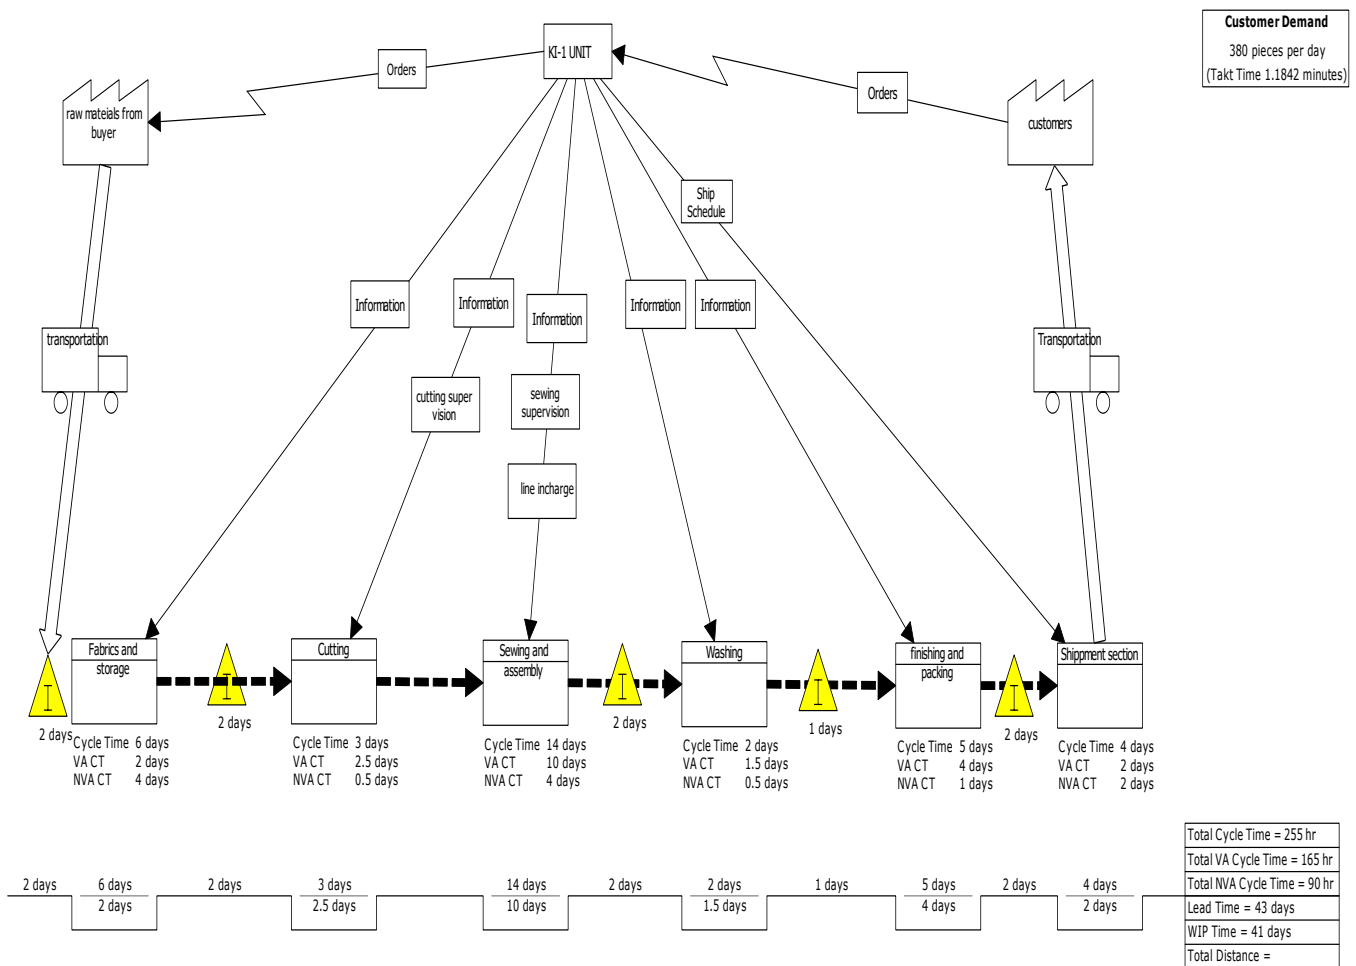 Customer Demand
380 pieces per day
(Takt Time 1.1842 minutes)
KI-1 UNIT
Orders
Orders
raw mateials from
buyer
customers
Ship
Schedule
Information
Information
Information
Information
Information
transportation
Transportation
cutting super
vision
sewing
supervision
line incharge
Fabrics and
storage
Cutting
Sewing and
assembly
Washing
finishing and
packing
Shippment section
I
I
I
I
I
2 days
2 days
2 days
1 days
2 days
Cycle Time 6 days
VA CT 2 days
NVA CT 4 days
Cycle Time 3 days
VA CT 2.5 days
NVA CT 0.5 days
Cycle Time 14 days
VA CT 10 days
NVA CT 4 days
Cycle Time 2 days
VA CT 1.5 days
NVA CT 0.5 days
Cycle Time 5 days
VA CT 4 days
NVA CT 1 days
Cycle Time 4 days
VA CT 2 days
NVA CT 2 days
2 days 6 days 2 days 3 days 14 days 2 days 2 days 1 days 5 days 2 days 4 days
2 days 2.5 days 10 days 1.5 days 4 days 2 days
Total Cycle Time = 255 hr
Total VA Cycle Time = 165 hr
Total NVA Cycle Time = 90 hr
Lead Time = 43 days
WIP Time = 41 days
Total Distance =